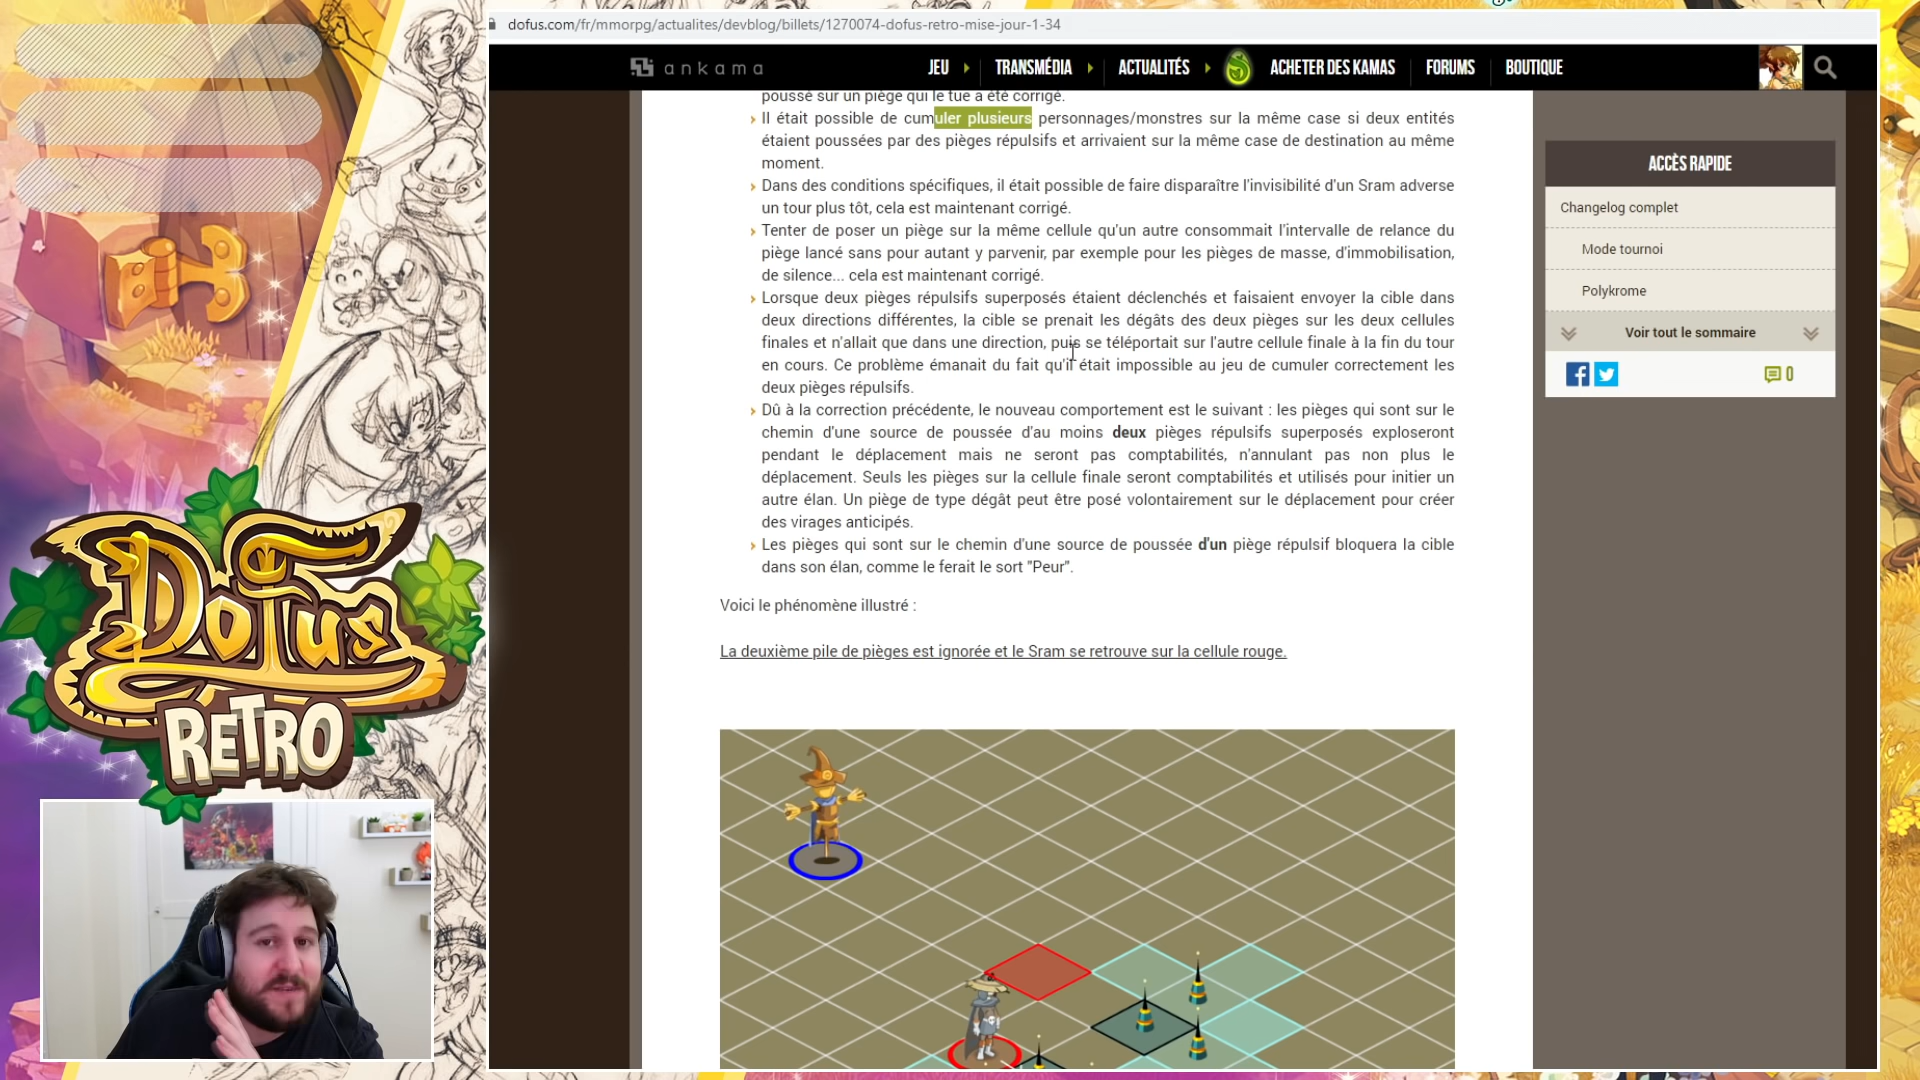 dofus.com/fr/mmorpg/actualites/devblog/billets/1270074-dofus-retro-mise-jour-1-34
ankama
JEU
TRANSMÉDIA
ACTUALITÉS
ACHETER DES KAMAS
FORUMS
BOUTIQUE
poussé sur un piège qui le tue a été corrigé.
Il était possible de cumuler plusieurs personnages/monstres sur la même case si deux entités
étaient poussées par des pièges répulsifs et arrivaient sur la même case de destination au même
moment.
Dans des conditions spécifiques, il était possible de faire disparaître l'invisibilité d'un Sram adverse
un tour plus tôt, cela est maintenant corrigé.
Tenter de poser un piège sur la même cellule qu'un autre consommait l'intervalle de relance du
piège lancé sans pour autant y parvenir, par exemple pour les pièges de masse, d'immobilisation,
de silence... cela est maintenant corrigé.
Lorsque deux pièges répulsifs superposés étaient déclenchés et faisaient envoyer la cible dans
deux directions différentes, la cible se prenait les dégâts des deux pièges sur les deux cellules
finales et n'allait que dans une direction, puis se téléportait sur l'autre cellule finale à la fin du tour
en cours. Ce problème émanait du fait qu'il était impossible au jeu de cumuler correctement les
deux pièges répulsifs.
Dû à la correction précédente, le nouveau comportement est le suivant : les pièges qui sont sur le
chemin d'une source de poussée d'au moins deux pièges répulsifs superposés exploseront
pendant le déplacement mais ne seront pas comptabilités, n'annulant pas non plus le
déplacement. Seuls les pièges sur la cellule finale seront comptabilités et utilisés pour initier un
autre élan. Un piège de type dégât peut être posé volontairement sur le déplacement pour créer
des virages anticipés.
Les pièges qui sont sur le chemin d'une source de poussée d'un piège répulsif bloquera la cible
dans son élan, comme le ferait le sort "Peur".
Voici le phénomène illustré :
La deuxième pile de pièges est ignorée et le Sram se retrouve sur la cellule rouge.
ACCÈS RAPIDE
Changelog complet
Mode tournoi
Polykrome
Voir tout le sommaire
0
DOFUS
RETRO